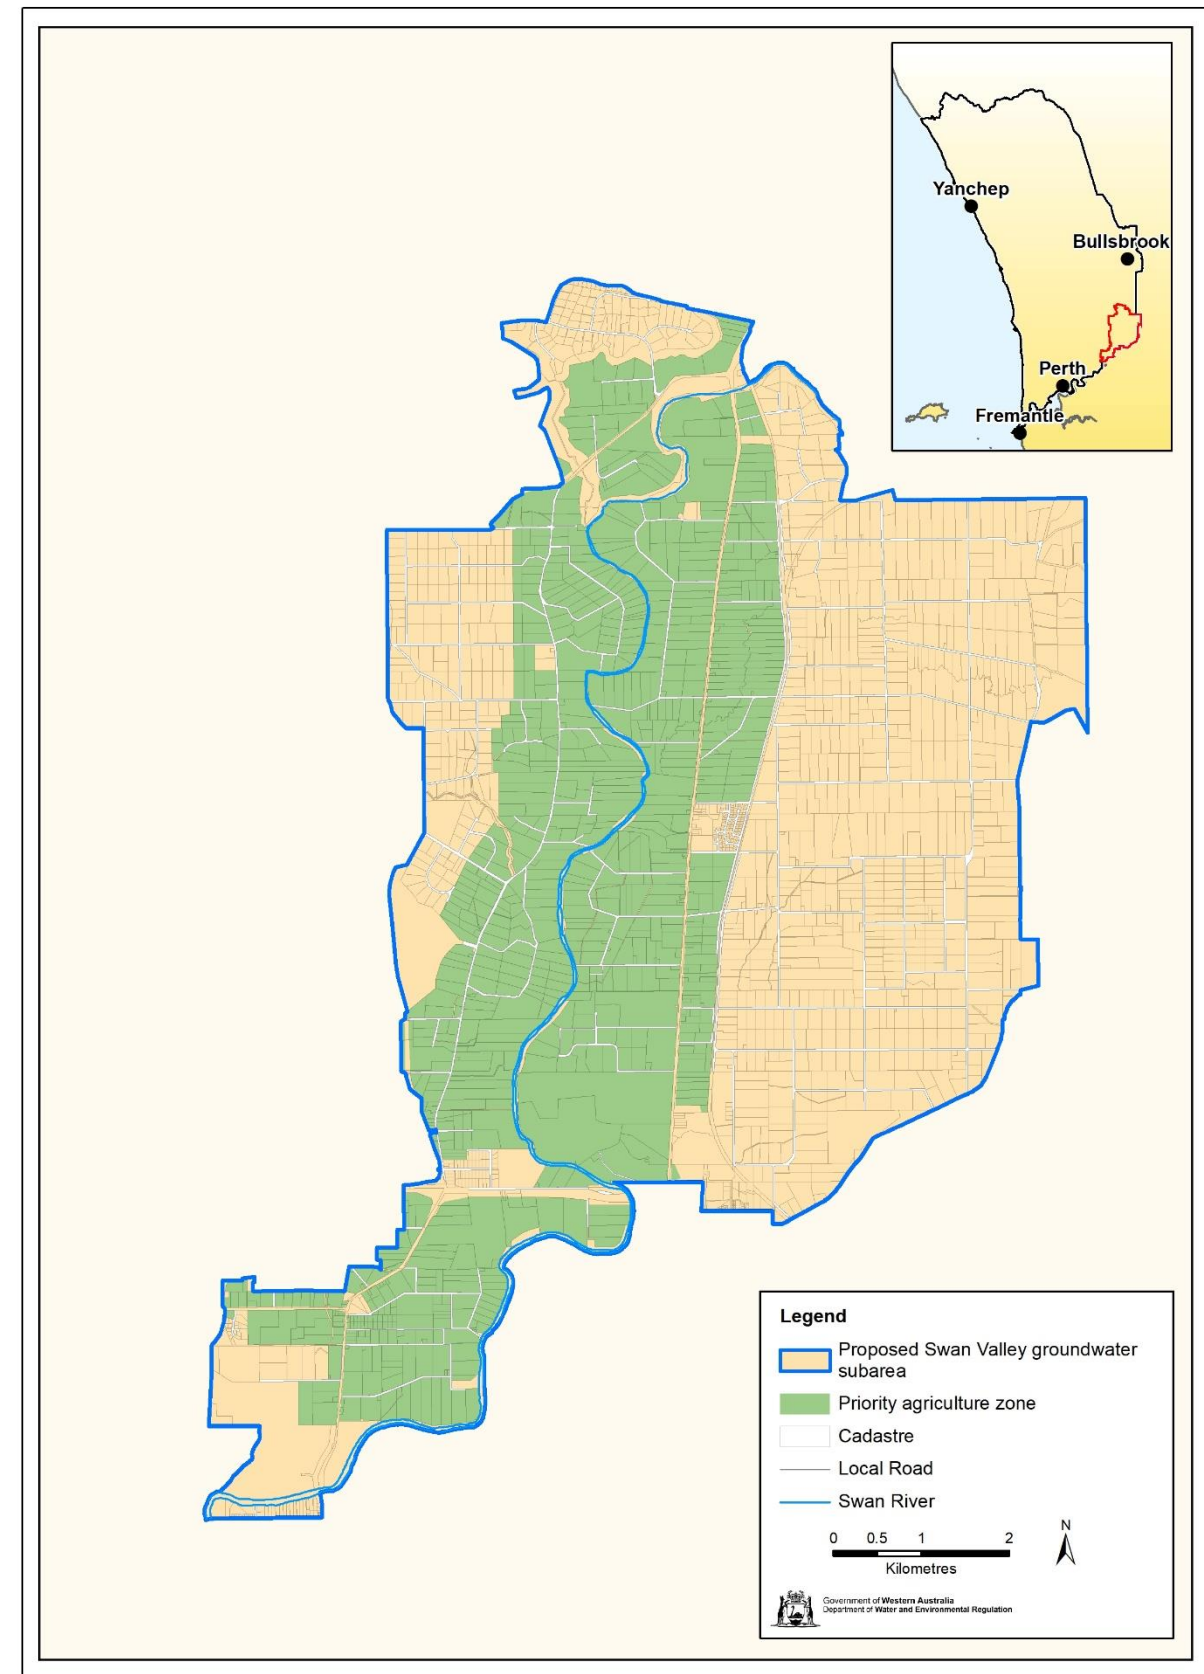 Yanchep
Bullsbrook
Perth
Fremantle
Legend
Proposed Swan Valley groundwater
subarea
Priority agriculture zone
Cadastre
Local Road
Swan River
0 0.5 1 2
Kilometres
N
Government of Western Australia
Department of Water and Environmental Regulation